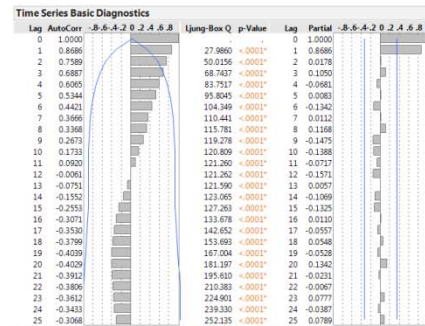 Time Series Basic Diagnostics
Lag AutoCorr -.8-.6-.4-.2 0 .2 .4 .6 .8 Ljung-Box Q p-Value Lag Partial -.8-.6-.4-.2 0 .2 .4 .6 .8
0 1.0000 0 1.0000
1 0.8686 27.9860 <.0001* 1 0.8686
2 0.7589 50.0156 <.0001* 2 0.0178
3 0.6887 68.7437 <.0001* 3 0.1050
4 0.6065 83.7517 <.0001* 4 -0.0681
5 0.5344 95.8045 <.0001* 5 0.0083
6 0.4421 104.349 <.0001* 6 -0.1342
7 0.3666 110.441 <.0001* 7 0.0112
8 0.3368 115.781 <.0001* 8 0.1168
9 0.2673 119.278 <.0001* 9 -0.1475
10 0.1733 120.809 <.0001* 10 -0.1388
11 0.0920 121.260 <.0001* 11 -0.0717
12 -0.0061 121.262 <.0001* 12 -0.1571
13 -0.0751 121.590 <.0001* 13 0.0057
14 -0.1552 123.065 <.0001* 14 -0.1069
15 -0.2553 127.263 <.0001* 15 -0.1325
16 -0.3071 133.678 <.0001* 16 0.0110
17 -0.3530 142.652 <.0001* 17 -0.0557
18 -0.3799 153.693 <.0001* 18 0.0548
19 -0.4039 167.004 <.0001* 19 -0.0528
20 -0.4029 181.197 <.0001* 20 0.1342
21 -0.3912 195.610 <.0001* 21 -0.0231
22 -0.3806 210.383 <.0001* 22 -0.0067
23 -0.3612 224.901 <.0001* 23 0.0777
24 -0.3433 239.330 <.0001* 24 -0.0387
25 -0.3068 252.135 <.0001* 25 0.0789